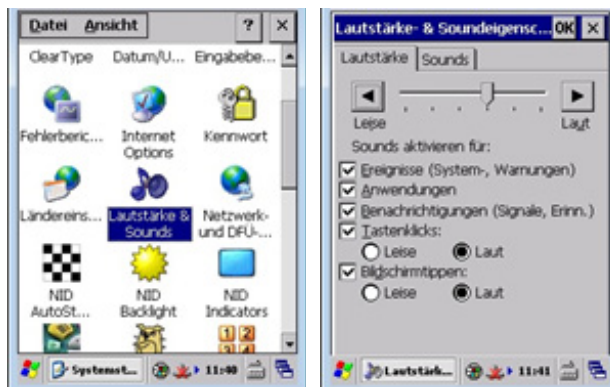 Datei Ansicht ? ×
ClearType Datum/U... Eingabebe...
Fehlerberic... Internet Options Kennwort
Ländereins... Lautstärke & Sounds Netzwerk- und DFÜ-...
NID AutoSt... NID Backlight NID Indicators
12
34
Systemst... 11:40
Lautstärke- & Soundeigensc... OK ×
Lautstärke Sounds
Leise Laut
Sounds aktivieren für:
Ereignisse (System-, Warnungen)
Anwendungen
Benachrichtigungen (Signale, Erinn.)
Tastenklicks:
Leise Laut
Bildschirmtippen:
Leise Laut
Lautstärk... 11:41